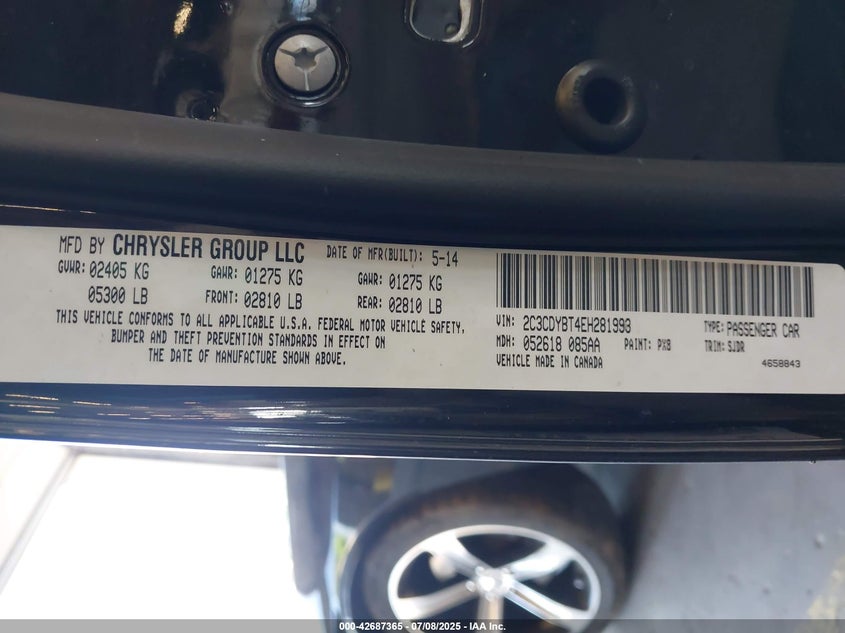 MFD BY CHRYSLER GROUP LLC DATE OF MFR(BUILT): 5-14
GVWR: 02405 KG GAWR: 01275 KG GAWR: 01275 KG
05300 LB FRONT: 02810 LB REAR: 02810 LB
THIS VEHICLE CONFORMS TO ALL APPLICABLE U.S.A. FEDERAL MOTOR VEHICLE SAFETY,
BUMPER AND THEFT PREVENTION STANDARDS IN EFFECT ON
THE DATE OF MANUFACTURE SHOWN ABOVE.
VIN: 2C3CDYBT4EH281993 TYPE: PASSENGER CAR
MDH: 052618 085AA PAINT: PX8 TRIM: SJDR
VEHICLE MADE IN CANADA 4658843
000-42687365 - 07/08/2025 - IAA Inc.